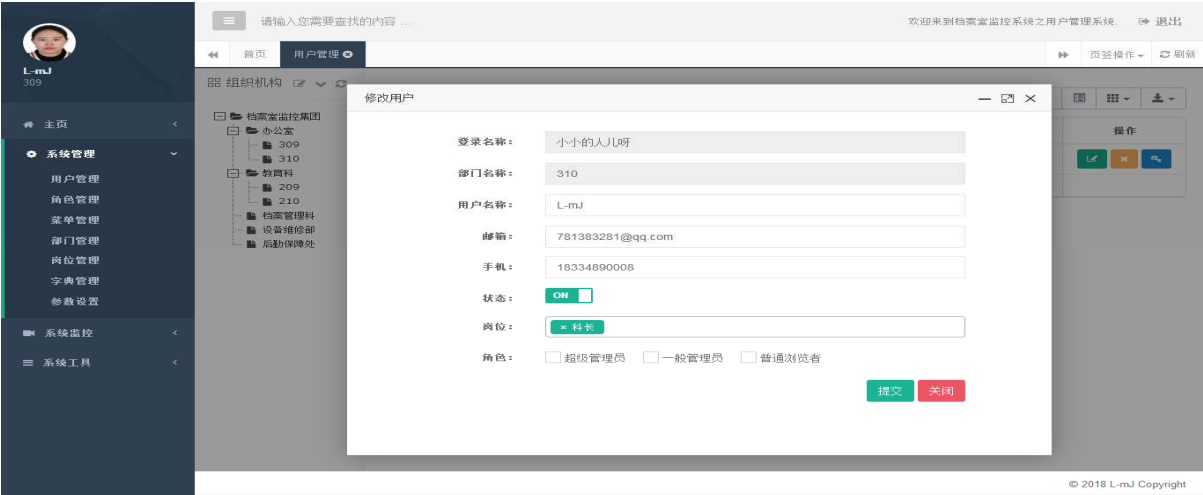 请输入您需要查找的内容 ...
欢迎来到档案室监控系统之用户管理系统.
退出
首页
用户管理
页签操作
刷新
L-mJ
309
主页
系统管理
用户管理
角色管理
菜单管理
部门管理
岗位管理
字典管理
参数设置
系统监控
系统工具
组织机构
档案室监控集团
办公室
309
310
教育科
209
210
档案管理科
设备维修部
后勤保障处
操作
修改用户
登录名称： 小小的人儿呀
部门名称： 310
用户名称： L-mJ
邮箱： 781383281@qq.com
手机： 18334890008
状态： ON
岗位： × 科长
角色： 超级管理员 一般管理员 普通浏览者
提交 关闭
© 2018 L-mJ Copyright